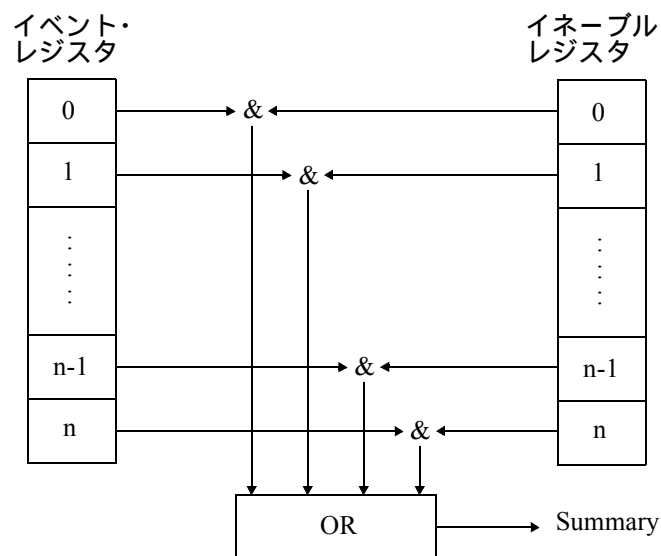 イベント・
レジスタ
イネーブル
レジスタ
0 & 0
1 & 1
⋮ ⋮
n-1 & n-1
n & n
OR Summary